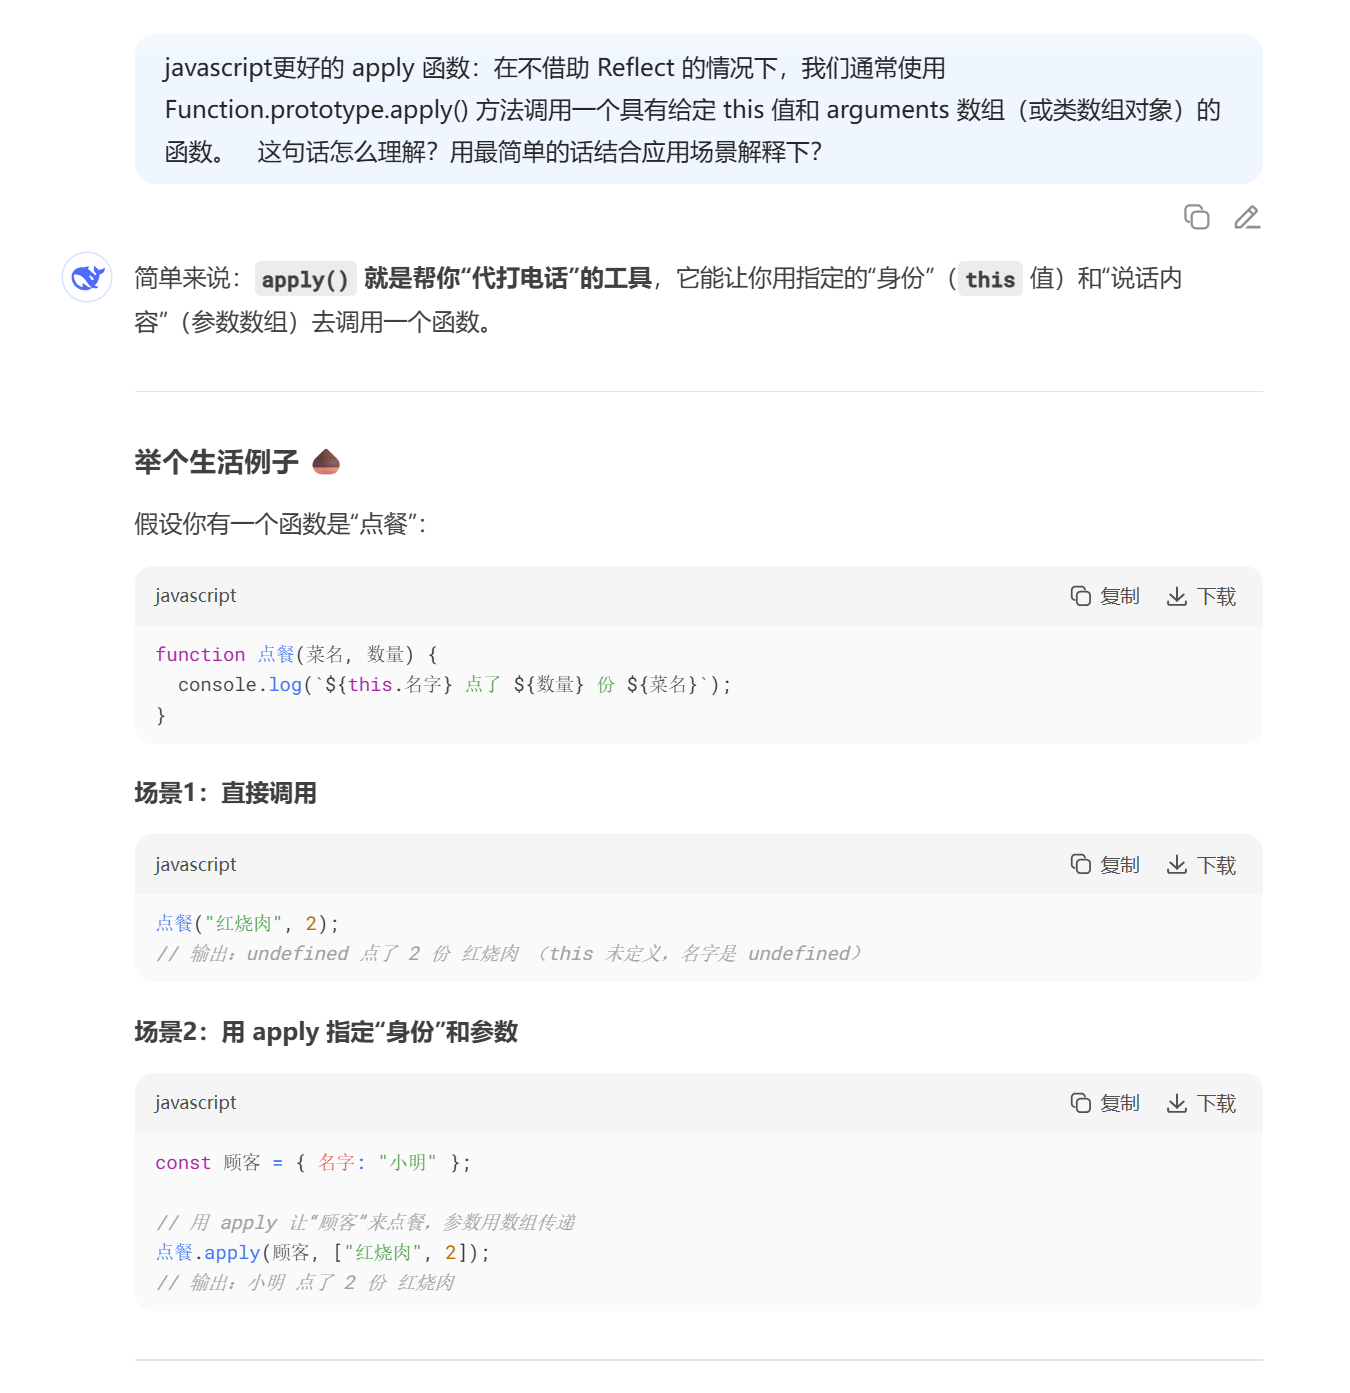 javascript更好的 apply 函数：在不借助 Reflect 的情况下，我们通常使用
Function.prototype.apply() 方法调用一个具有给定 this 值和 arguments 数组（或类数组对象）的
函数。 这句话怎么理解？用最简单的话结合应用场景解释下？
简单来说：apply() 就是帮你“代打电话”的工具，它能让你用指定的“身份”（this 值）和“说话内
容”（参数数组）去调用一个函数。
举个生活例子 🌰
假设你有一个函数是“点餐”：
javascript 复制 下载
function 点餐(菜名, 数量) {
  console.log(`${this.名字} 点了 ${数量} 份 ${菜名}`);
}
场景1：直接调用
javascript 复制 下载
点餐("红烧肉", 2);
// 输出：undefined 点了 2 份 红烧肉 （this 未定义，名字是 undefined）
场景2：用 apply 指定“身份”和参数
javascript 复制 下载
const 顾客 = { 名字: "小明" };
// 用 apply 让“顾客”来点餐，参数用数组传递
点餐.apply(顾客, ["红烧肉", 2]);
// 输出：小明 点了 2 份 红烧肉